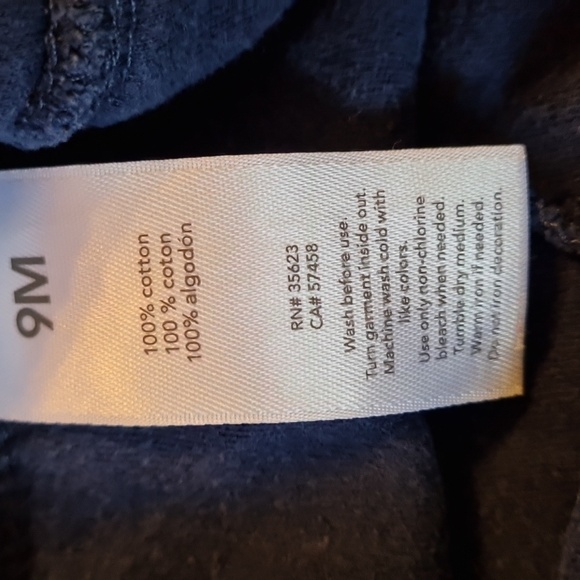 9M
100% cotton
100 % coton
100% algodón
RN# 35623
CA# 57458
Wash before use.
Turn garment inside out.
Machine wash cold with
like colors.
Use only non-chlorine
bleach when needed.
Tumble dry medium.
Warm iron if needed.
Do not iron decoration.